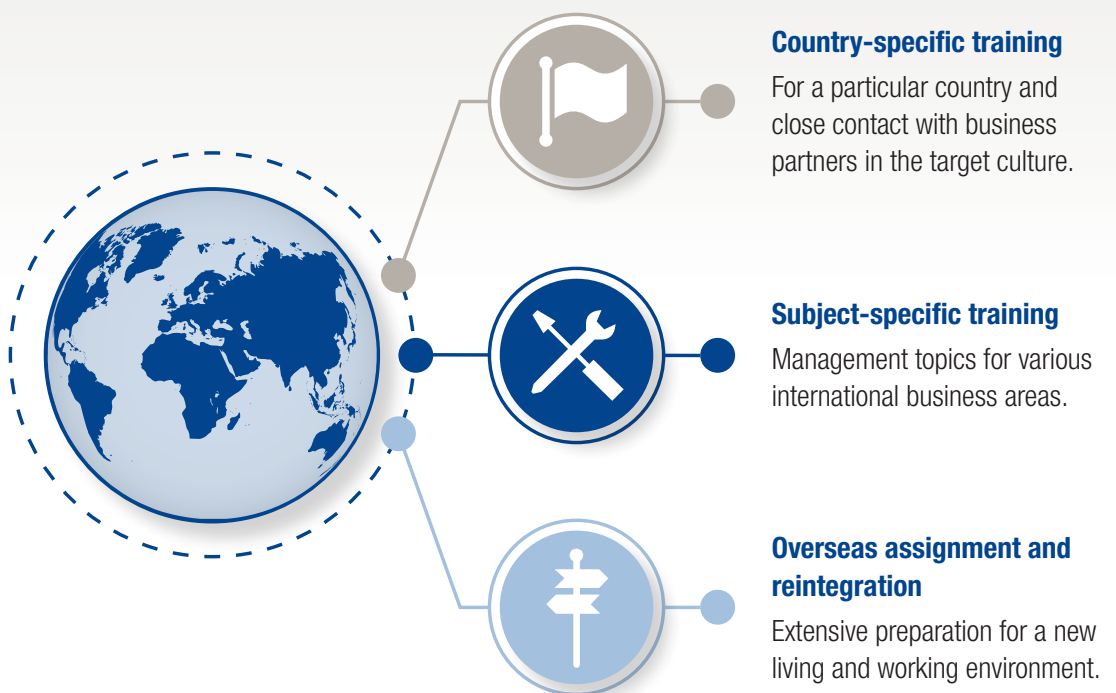 Country-specific training
For a particular country and
close contact with business
partners in the target culture.
Subject-specific training
Management topics for various
international business areas.
Overseas assignment and
reintegration
Extensive preparation for a new
living and working environment.